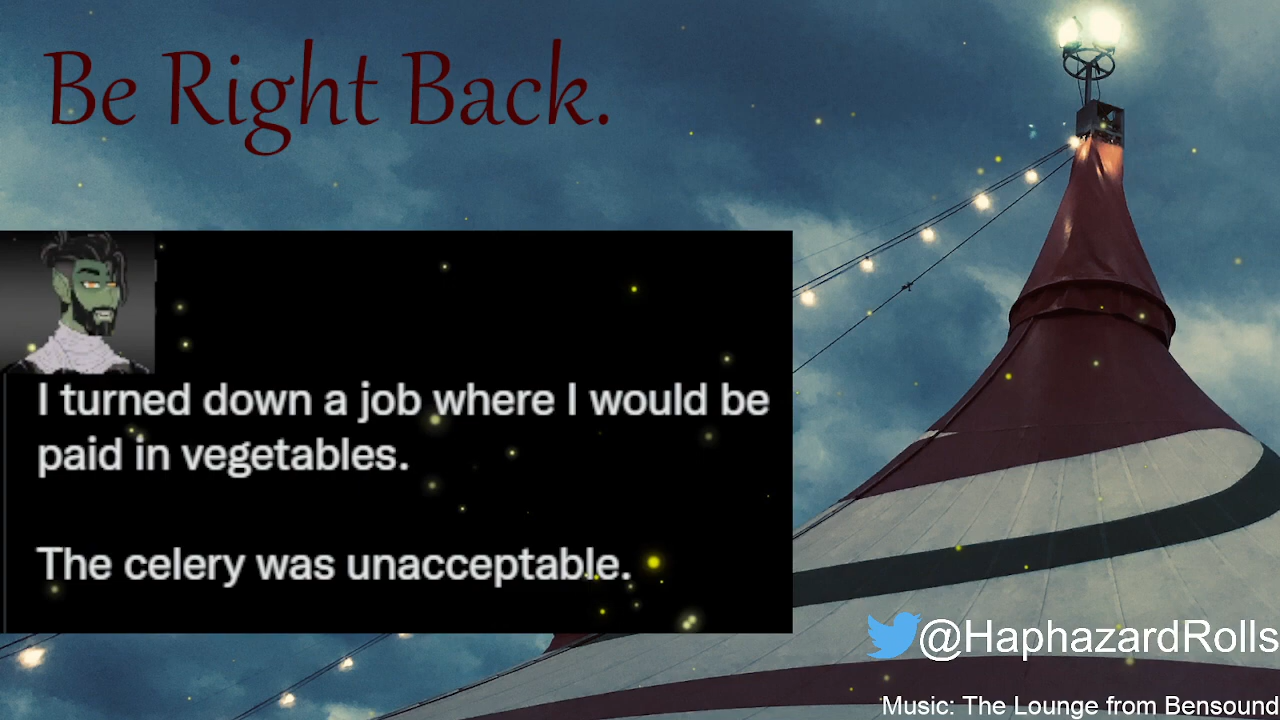 Be Right Back.
I turned down a job where I would be
paid in vegetables.
The celery was unacceptable.
@HaphazardRolls
Music: The Lounge from Bensound